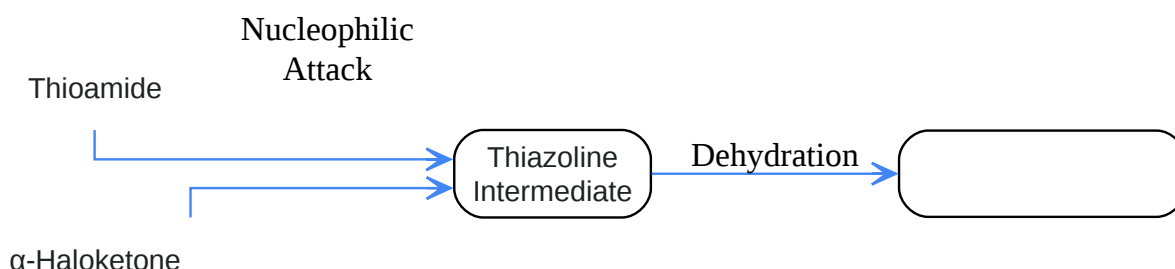 Nucleophilic
Attack
Thioamide
Thiazoline
Intermediate
Dehydration
α-Haloketone